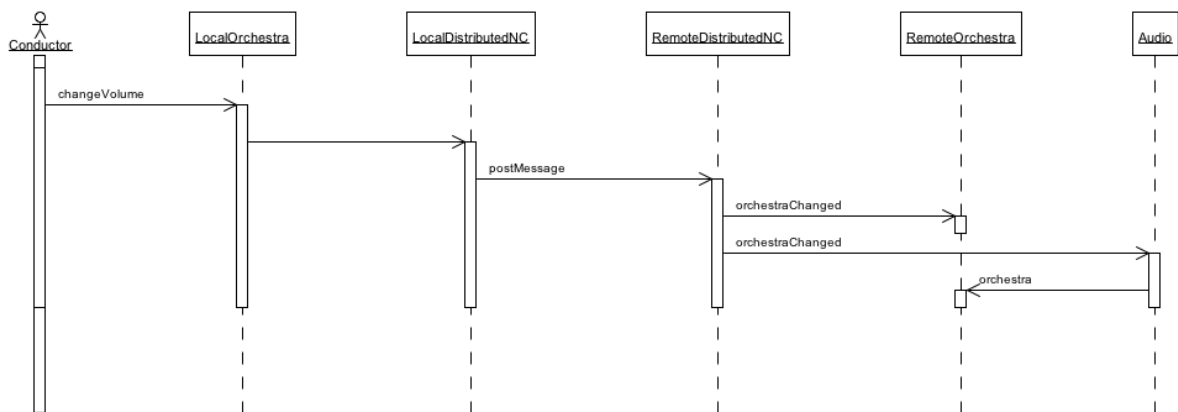 Conductor
LocalOrchestra
LocalDistributedNC
RemoteDistributedNC
RemoteOrchestra
Audio
changeVolume
postMessage
orchestraChanged
orchestraChanged
orchestra